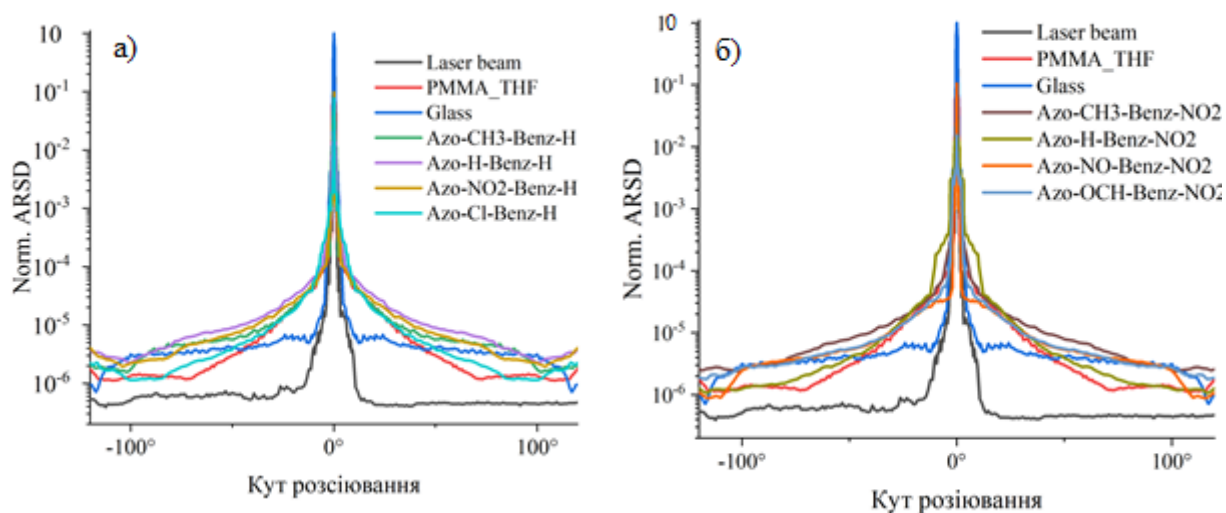 а)
10
10⁻¹
10⁻²
10⁻³
10⁻⁴
10⁻⁵
10⁻⁶
Norm. ARSD
Laser beam
PMMA_THF
Glass
Azo-CH3-Benz-H
Azo-H-Benz-H
Azo-NO2-Benz-H
Azo-Cl-Benz-H
-100°
0°
100°
Кут розсіювання
б)
10
10⁻¹
10⁻²
10⁻³
10⁻⁴
10⁻⁵
10⁻⁶
Norm. ARSD
Laser beam
PMMA_THF
Glass
Azo-CH3-Benz-NO2
Azo-H-Benz-NO2
Azo-NO-Benz-NO2
Azo-OCH-Benz-NO2
-100°
0°
100°
Кут розіювання